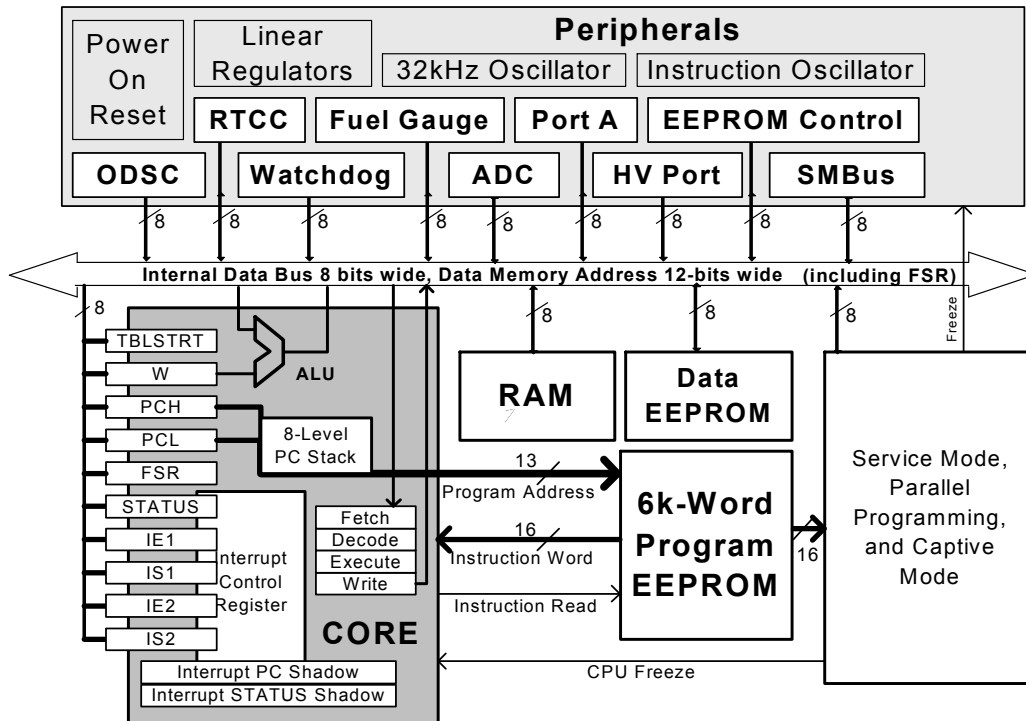 Peripherals
Power
On
Reset
Linear
Regulators
32kHz Oscillator
Instruction Oscillator
RTCC
Fuel Gauge
Port A
EEPROM Control
ODSC
Watchdog
ADC
HV Port
SMBus
8
8
8
8
8
8
8
8
8
Internal Data Bus 8 bits wide, Data Memory Address 12-bits wide (including FSR)
8
8
8
8
Freeze
TBLSTRT
W
PCH
PCL
FSR
STATUS
IE1
IS1
IE2
IS2
ALU
8-Level
PC Stack
RAM
Data
EEPROM
13
Program Address
Fetch
Decode
Execute
Write
16
Instruction Word
Instruction Read
6k-Word
Program
EEPROM
16
Service Mode,
Parallel
Programming,
and Captive
Mode
nterrupt
Control
Register
CORE
CPU Freeze
Interrupt PC Shadow
Interrupt STATUS Shadow